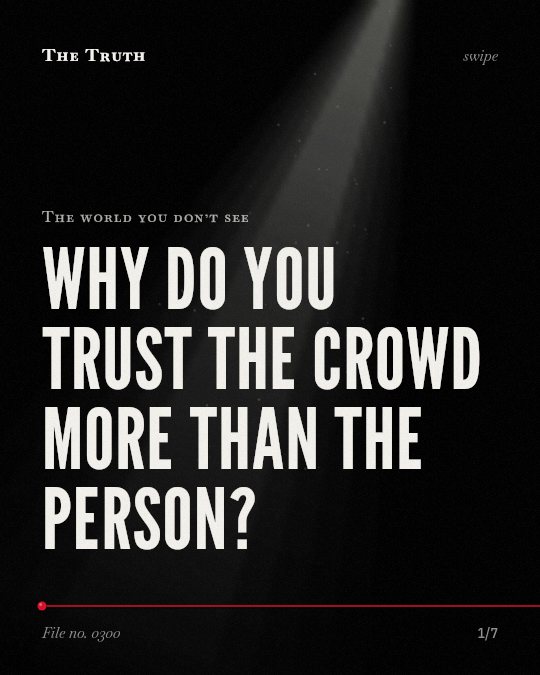 The Truth
swipe
The world you don't see
WHY DO YOU
TRUST THE CROWD
MORE THAN THE
PERSON?
File no. 0300
1/7